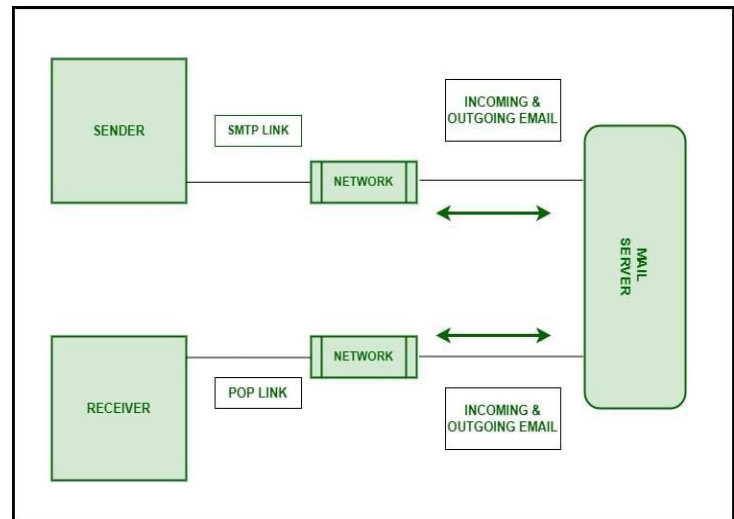 SENDER
SMTP LINK
NETWORK
INCOMING &
OUTGOING EMAIL
MAIL
SERVER
RECEIVER
POP LINK
NETWORK
INCOMING &
OUTGOING EMAIL